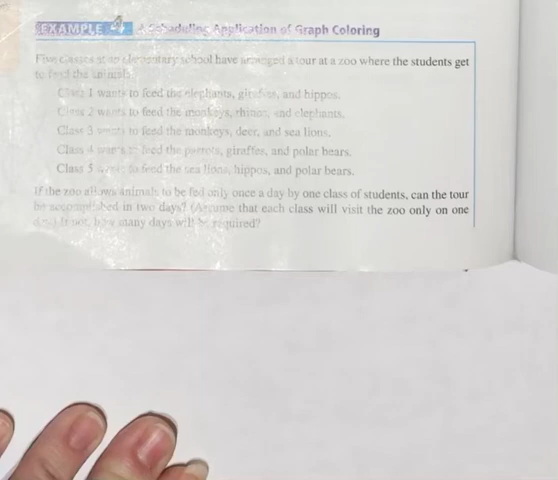 EXAMPLE 4 A Scheduling Application of Graph Coloring
Five classes at an elementary school have arranged a tour at a zoo where the students get
to feed the animals.
Class 1 wants to feed the elephants, giraffes, and hippos.
Class 2 wants to feed the monkeys, rhinos, and elephants.
Class 3 wants to feed the monkeys, deer, and sea lions.
Class 4 wants to feed the parrots, giraffes, and polar bears.
Class 5 wants to feed the sea lions, hippos, and polar bears.
If the zoo allows animals to be fed only once a day by one class of students, can the tour
be accomplished in two days? (Assume that each class will visit the zoo only on one
day.) If not, how many days will be required?